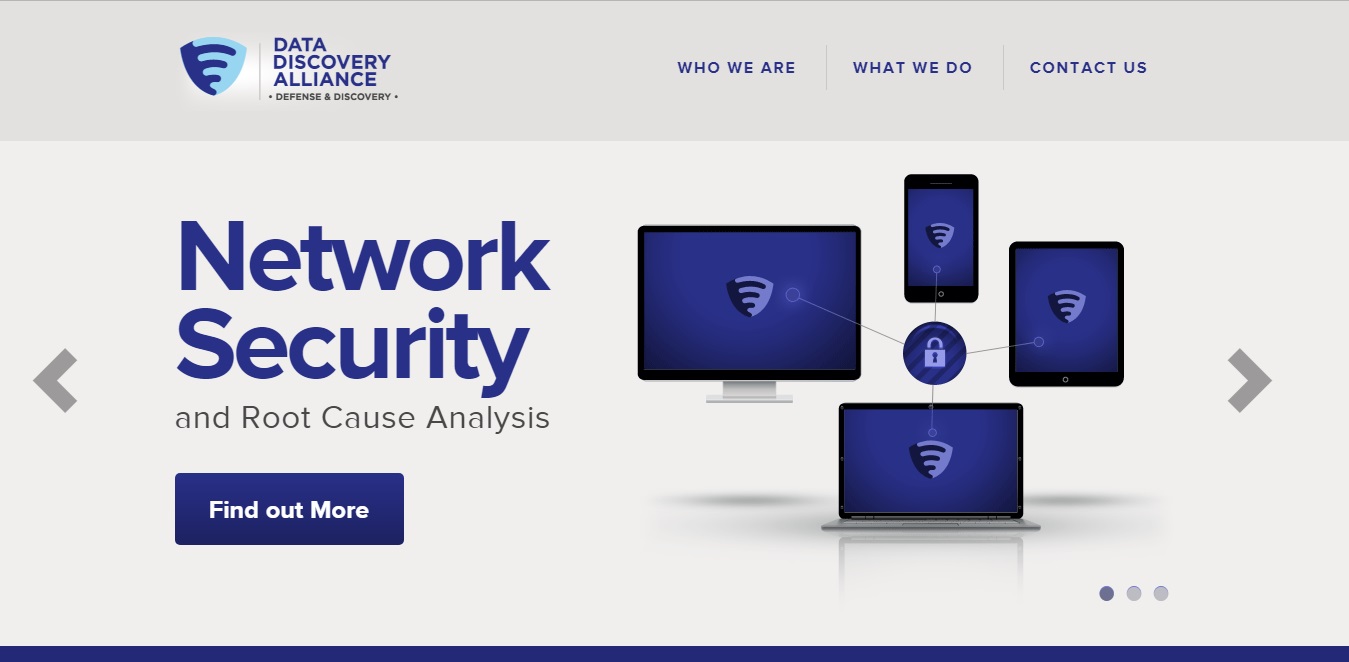 DATA
DISCOVERY
ALLIANCE
• DEFENSE & DISCOVERY •
WHO WE ARE
WHAT WE DO
CONTACT US
Network
Security
and Root Cause Analysis
Find out More